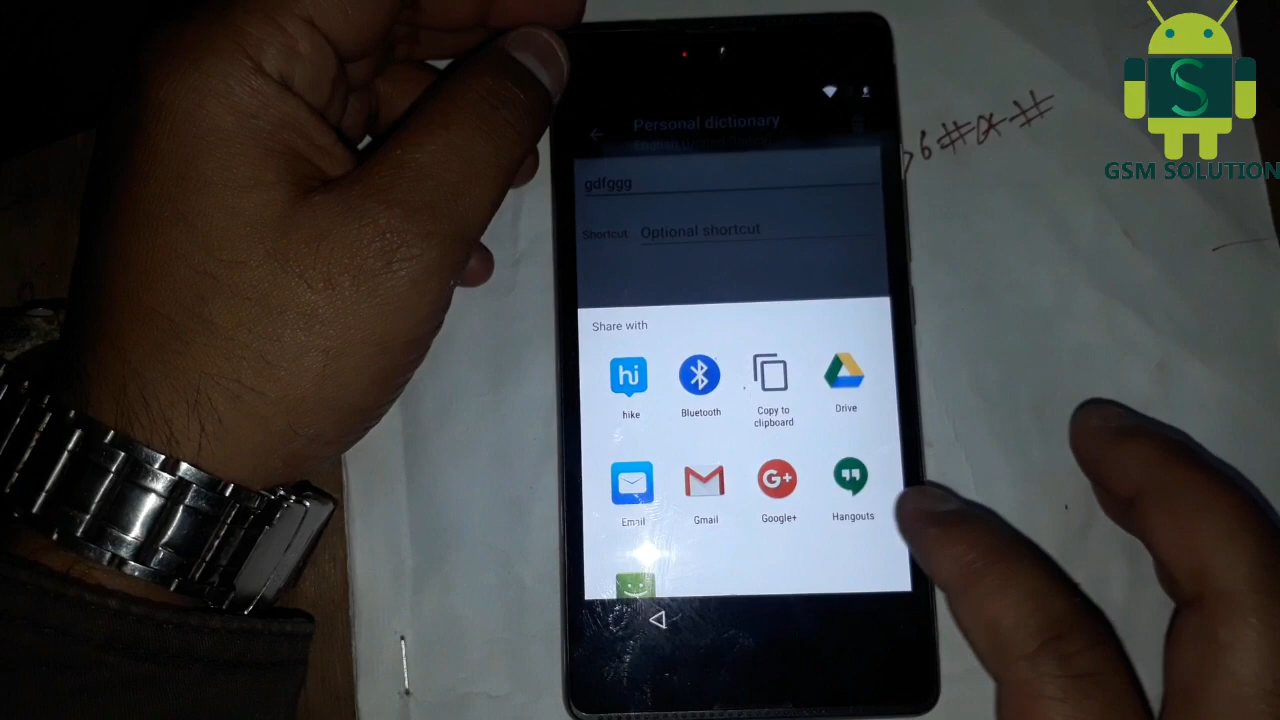 Personal dictionary
gdfggg
Shortcut Optional shortcut
Share with
hi
hike
Bluetooth
Copy to
clipboard
Drive
Email
Gmail
G+
Google+
Hangouts
S
GSM SOLUTION